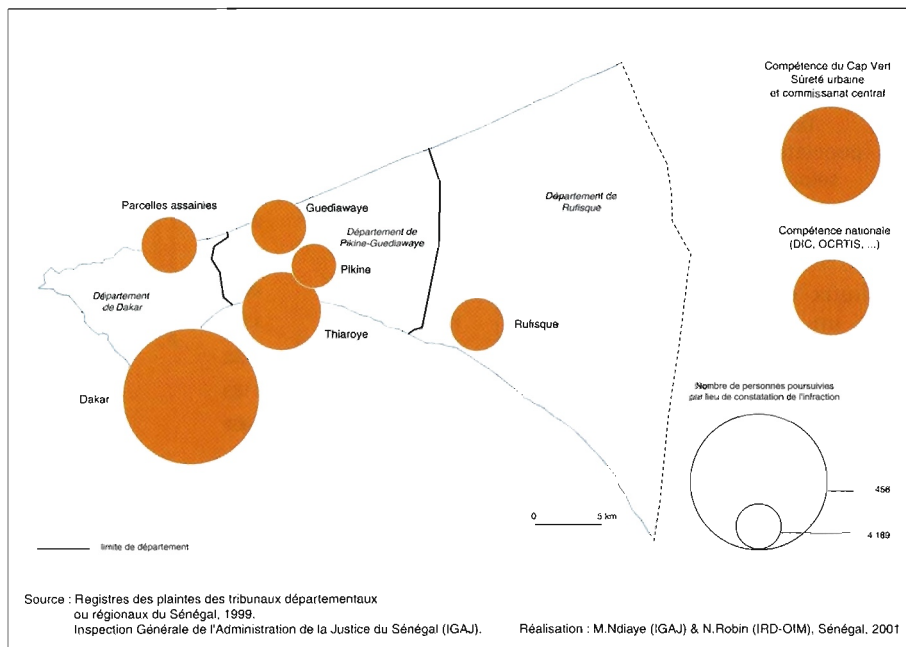 Compétence du Cap Vert
Sûreté urbaine
et commissariat central
Parcelles assainies
Guediawaye
Département de
Rufisque
Département de
Pikine-Guediawaye
Compétence nationale
(DIC, OCRTIS, ...)
Pikine
Département
de Dakar
Thiaroye
Rufisque
Dakar
Nombre de personnes poursuivies
par lieu de constatation de l'infraction
456
4 189
0 5 km
limite de département
Source : Registres des plaintes des tribunaux départementaux
ou régionaux du Sénégal, 1999.
Inspection Générale de l'Administration de la Justice du Sénégal (IGAJ).
Réalisation : M.Ndiaye (IGAJ) & N.Robin (IRD-OIM), Sénégal, 2001